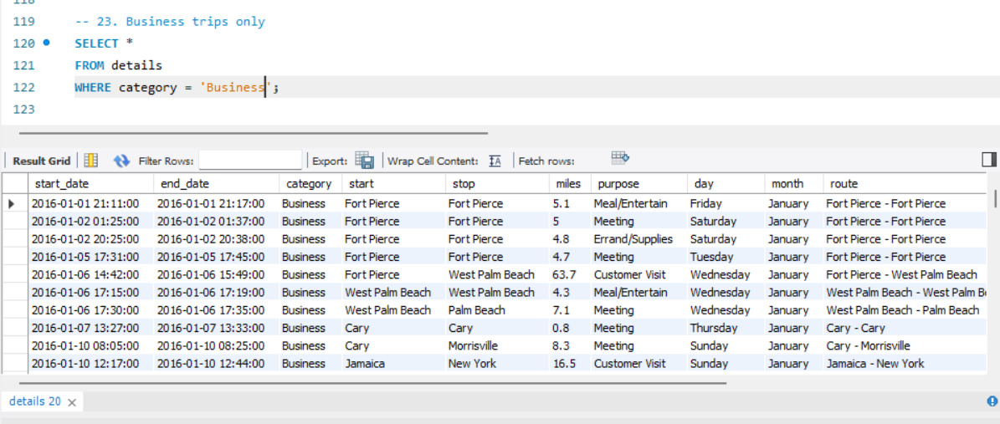 119 -- 23. Business trips only
120 SELECT *
121 FROM details
122 WHERE category = 'Business';
123
Result Grid Filter Rows: Export: Wrap Cell Content: Fetch rows:
start_date end_date category start stop miles purpose day month route
2016-01-01 21:11:00 2016-01-01 21:17:00 Business Fort Pierce Fort Pierce 5.1 Meal/Entertain Friday January Fort Pierce - Fort Pierce
2016-01-02 01:25:00 2016-01-02 01:37:00 Business Fort Pierce Fort Pierce 5 Meeting Saturday January Fort Pierce - Fort Pierce
2016-01-02 20:25:00 2016-01-02 20:38:00 Business Fort Pierce Fort Pierce 4.8 Errand/Supplies Saturday January Fort Pierce - Fort Pierce
2016-01-05 17:31:00 2016-01-05 17:45:00 Business Fort Pierce Fort Pierce 4.7 Meeting Tuesday January Fort Pierce - Fort Pierce
2016-01-06 14:42:00 2016-01-06 15:49:00 Business Fort Pierce West Palm Beach 63.7 Customer Visit Wednesday January Fort Pierce - West Palm Beach
2016-01-06 17:15:00 2016-01-06 17:19:00 Business West Palm Beach West Palm Beach 4.3 Meal/Entertain Wednesday January West Palm Beach - West Palm
2016-01-06 17:30:00 2016-01-06 17:35:00 Business West Palm Beach Palm Beach 7.1 Meeting Wednesday January West Palm Beach - Palm Beach
2016-01-07 13:27:00 2016-01-07 13:33:00 Business Cary Cary 0.8 Meeting Thursday January Cary - Cary
2016-01-10 08:05:00 2016-01-10 08:25:00 Business Cary Morrisville 8.3 Meeting Sunday January Cary - Morrisville
2016-01-10 12:17:00 2016-01-10 12:44:00 Business Jamaica New York 16.5 Customer Visit Sunday January Jamaica - New York
details 20